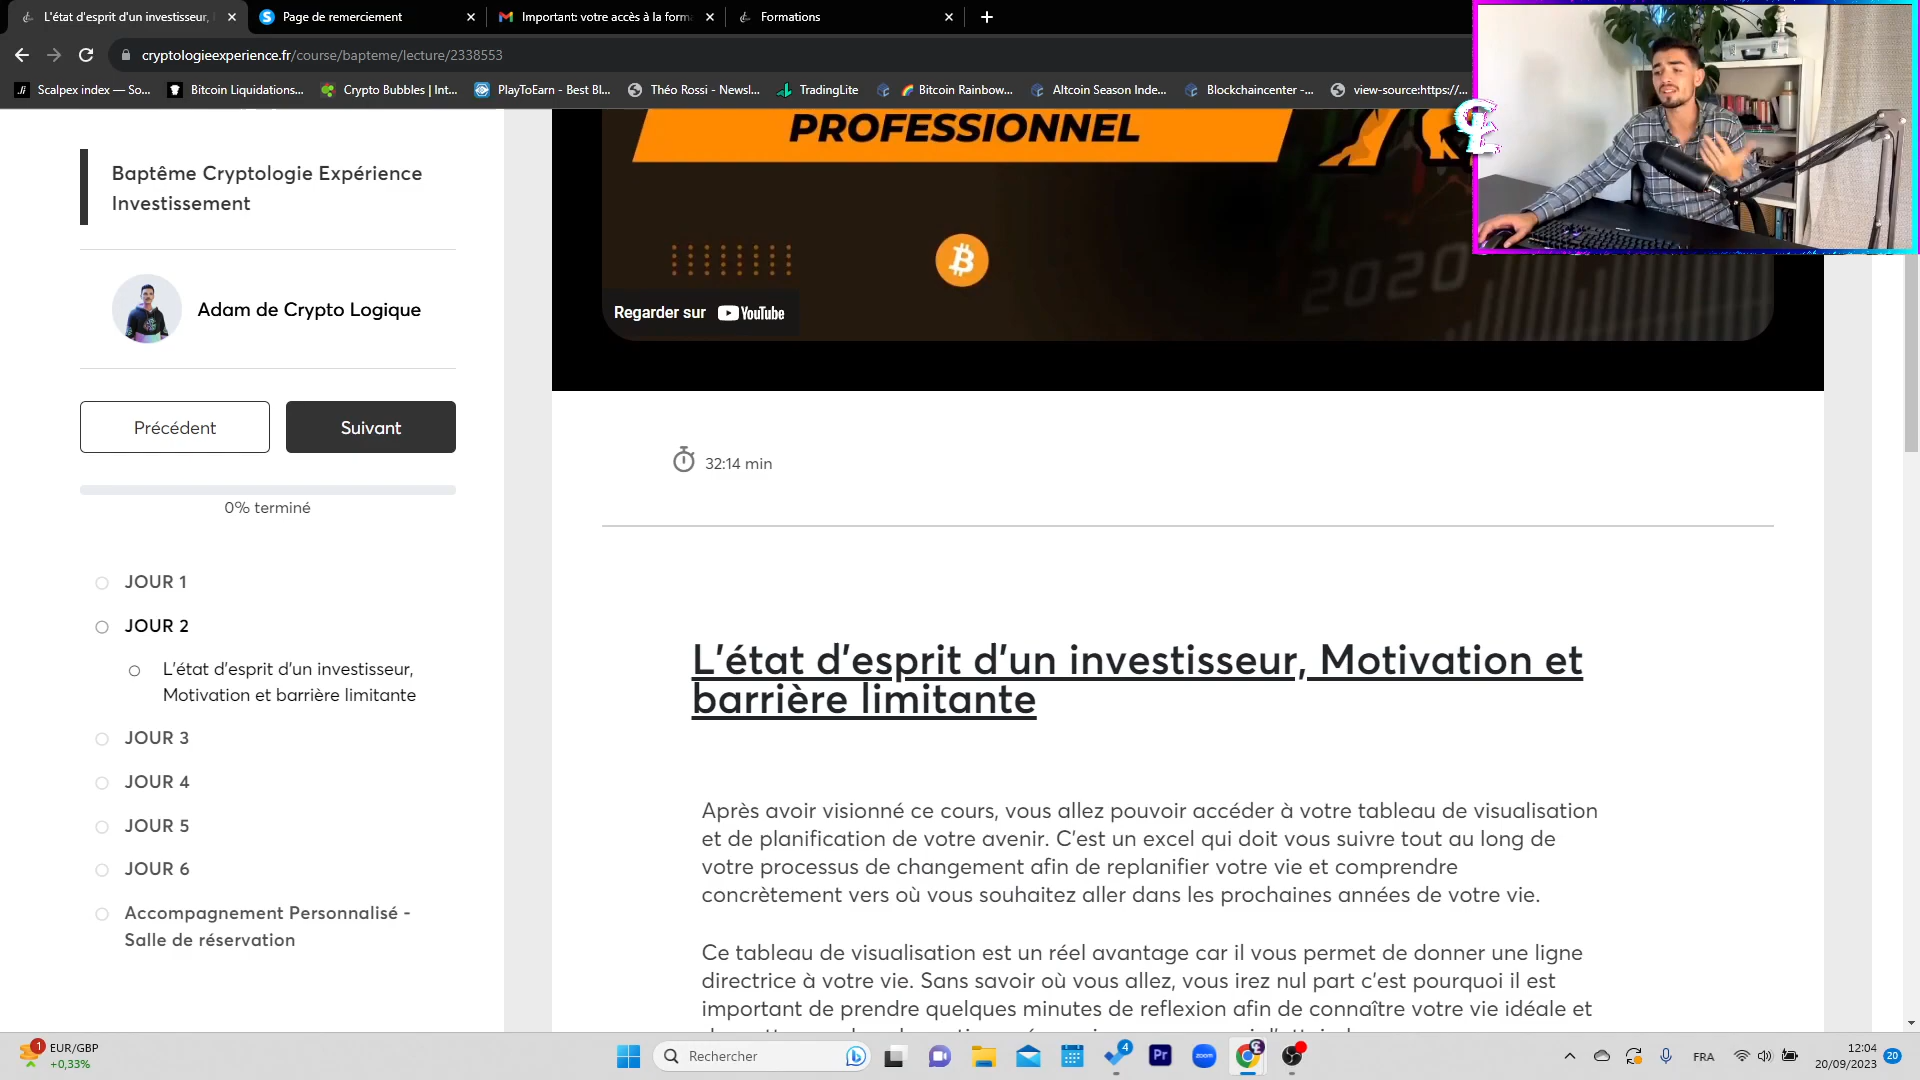 L'état d'esprit d'un investisseur,
Page de remerciement
Important: votre accès à la form
Formations
cryptologieexperience.fr/course/bapteme/lecture/2338553
Scalpex index — So...
Bitcoin Liquidations...
Crypto Bubbles | Int...
PlayToEarn - Best Bl...
Théo Rossi - Newsl...
TradingLite
Bitcoin Rainbow...
Altcoin Season Inde...
Blockchaincenter -...
view-source:https://...
Baptême Cryptologie Expérience
Investissement
Adam de Crypto Logique
Précédent
Suivant
0% terminé
JOUR 1
JOUR 2
L'état d'esprit d'un investisseur,
Motivation et barrière limitante
JOUR 3
JOUR 4
JOUR 5
JOUR 6
Accompagnement Personnalisé -
Salle de réservation
PROFESSIONNEL
2020
Regarder sur YouTube
32:14 min
L'état d'esprit d'un investisseur, Motivation et
barrière limitante
Après avoir visionné ce cours, vous allez pouvoir accéder à votre tableau de visualisation
et de planification de votre avenir. C'est un excel qui doit vous suivre tout au long de
votre processus de changement afin de replanifier votre vie et comprendre
concrètement vers où vous souhaitez aller dans les prochaines années de votre vie.
Ce tableau de visualisation est un réel avantage car il vous permet de donner une ligne
directrice à votre vie. Sans savoir où vous allez, vous irez nul part c'est pourquoi il est
important de prendre quelques minutes de reflexion afin de connaître votre vie idéale et
1
EUR/GBP
+0,33%
Rechercher
4
Pr
zoom
FRA
12:04
20/09/2023
20